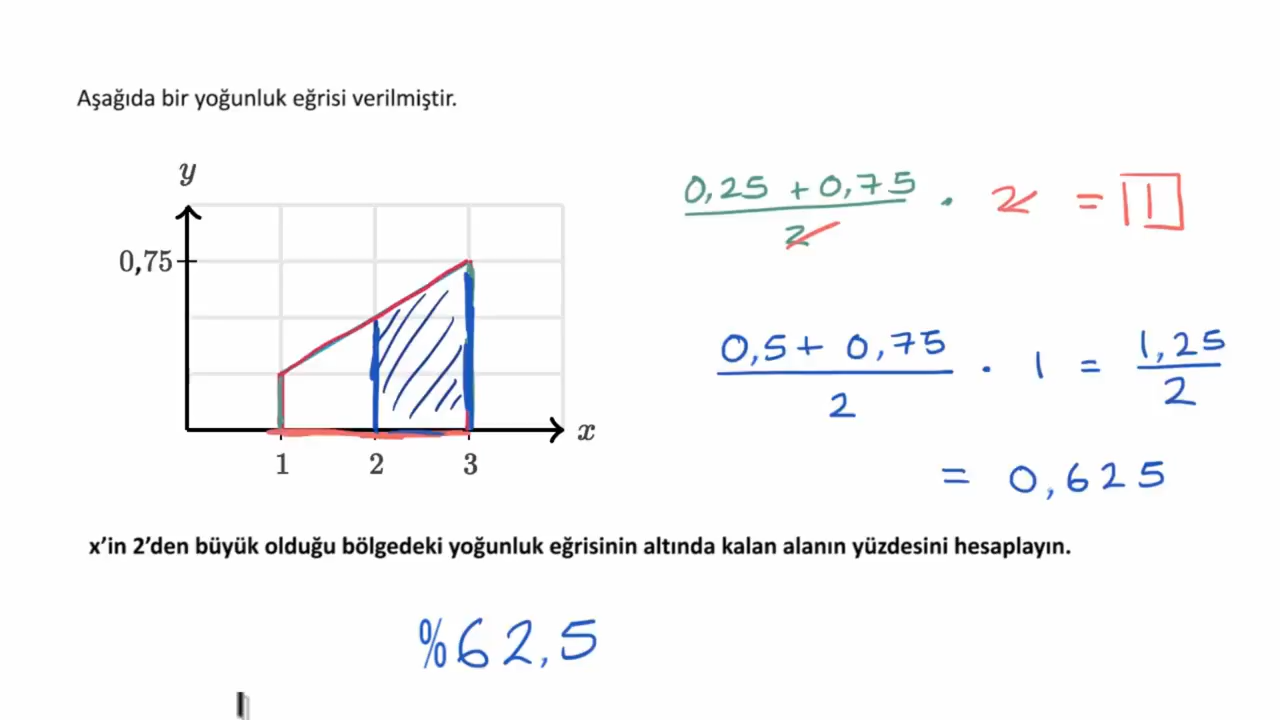 Aşağıda bir yoğunluk eğrisi verilmiştir.
y
0,75
1 2 3
x
0,25 + 0,75
2
· 2 = 1
0,5 + 0,75
2
· 1 = 1,25
2
= 0,625
x’in 2’den büyük olduğu bölgedeki yoğunluk eğrisinin altında kalan alanın yüzdesini hesaplayın.
%62,5